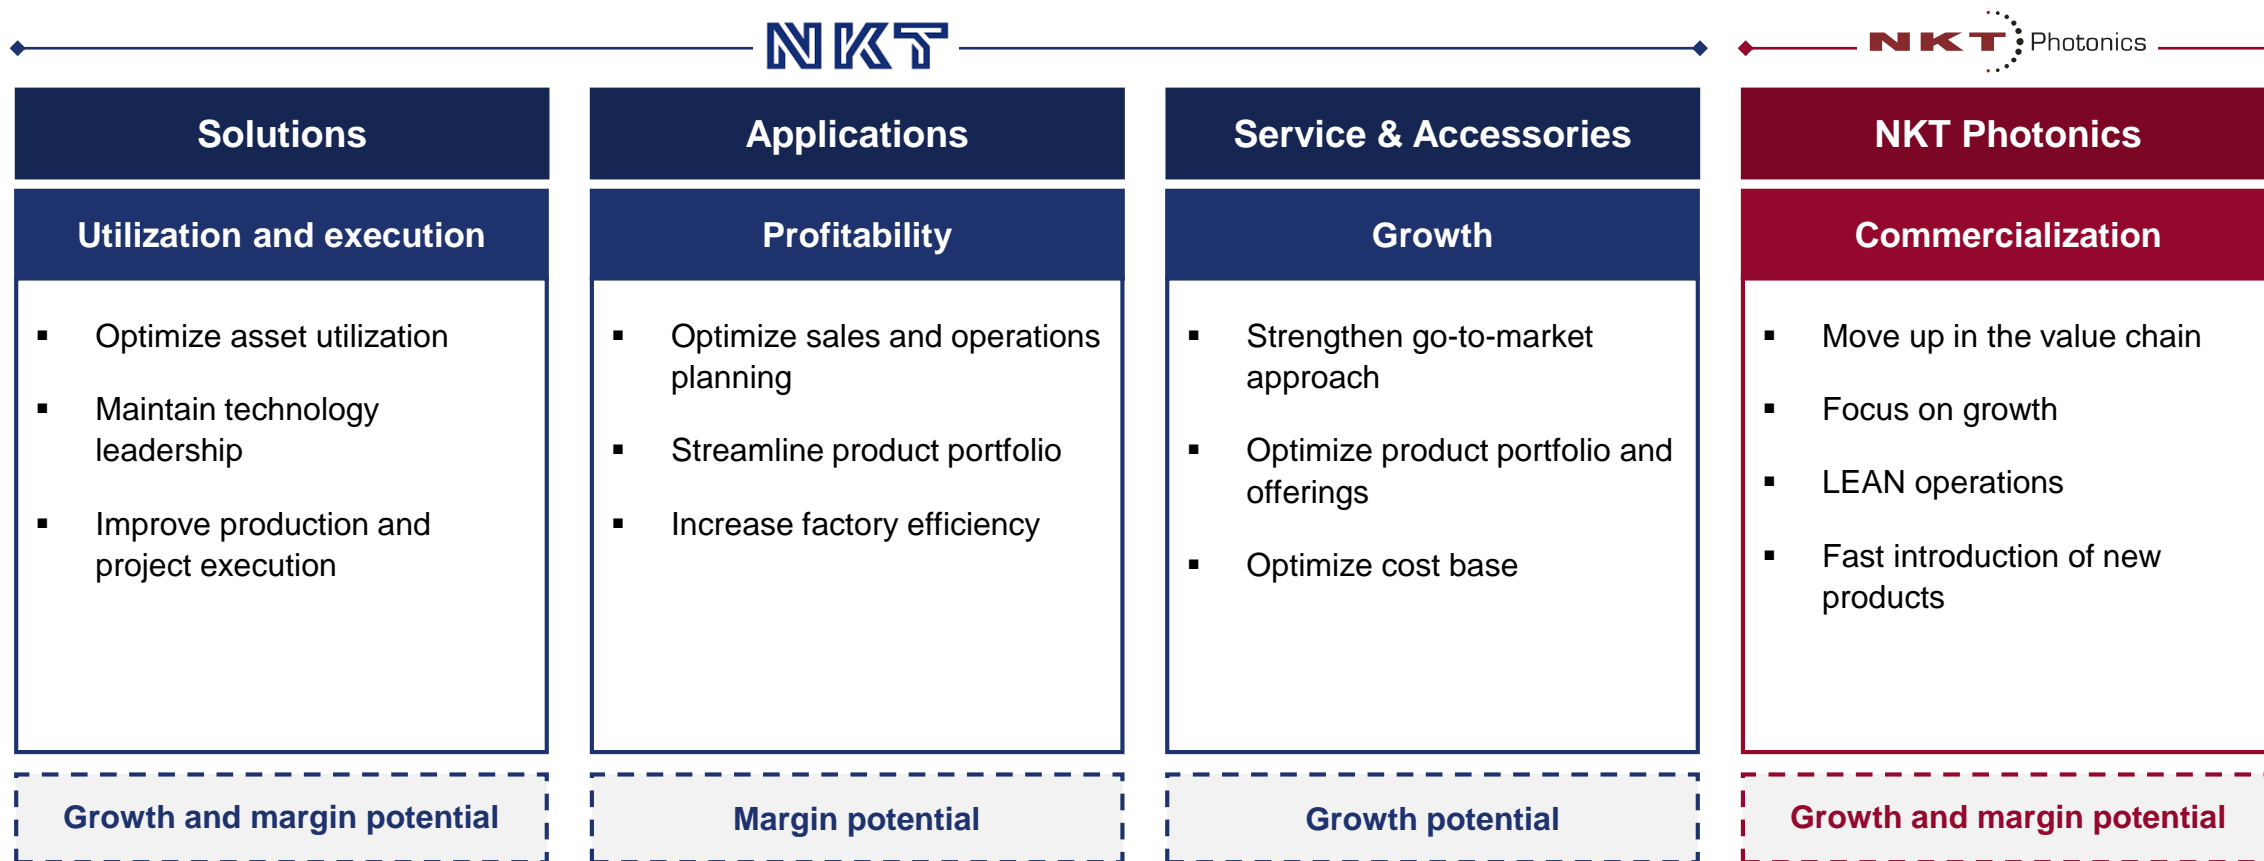 NKT
NKT Photonics
Solutions
Utilization and execution
▪ Optimize asset utilization
▪ Maintain technology
leadership
▪ Improve production and
project execution
Growth and margin potential
Applications
Profitability
▪ Optimize sales and operations
planning
▪ Streamline product portfolio
▪ Increase factory efficiency
Margin potential
Service & Accessories
Growth
▪ Strengthen go-to-market
approach
▪ Optimize product portfolio and
offerings
▪ Optimize cost base
Growth potential
NKT Photonics
Commercialization
▪ Move up in the value chain
▪ Focus on growth
▪ LEAN operations
▪ Fast introduction of new
products
Growth and margin potential